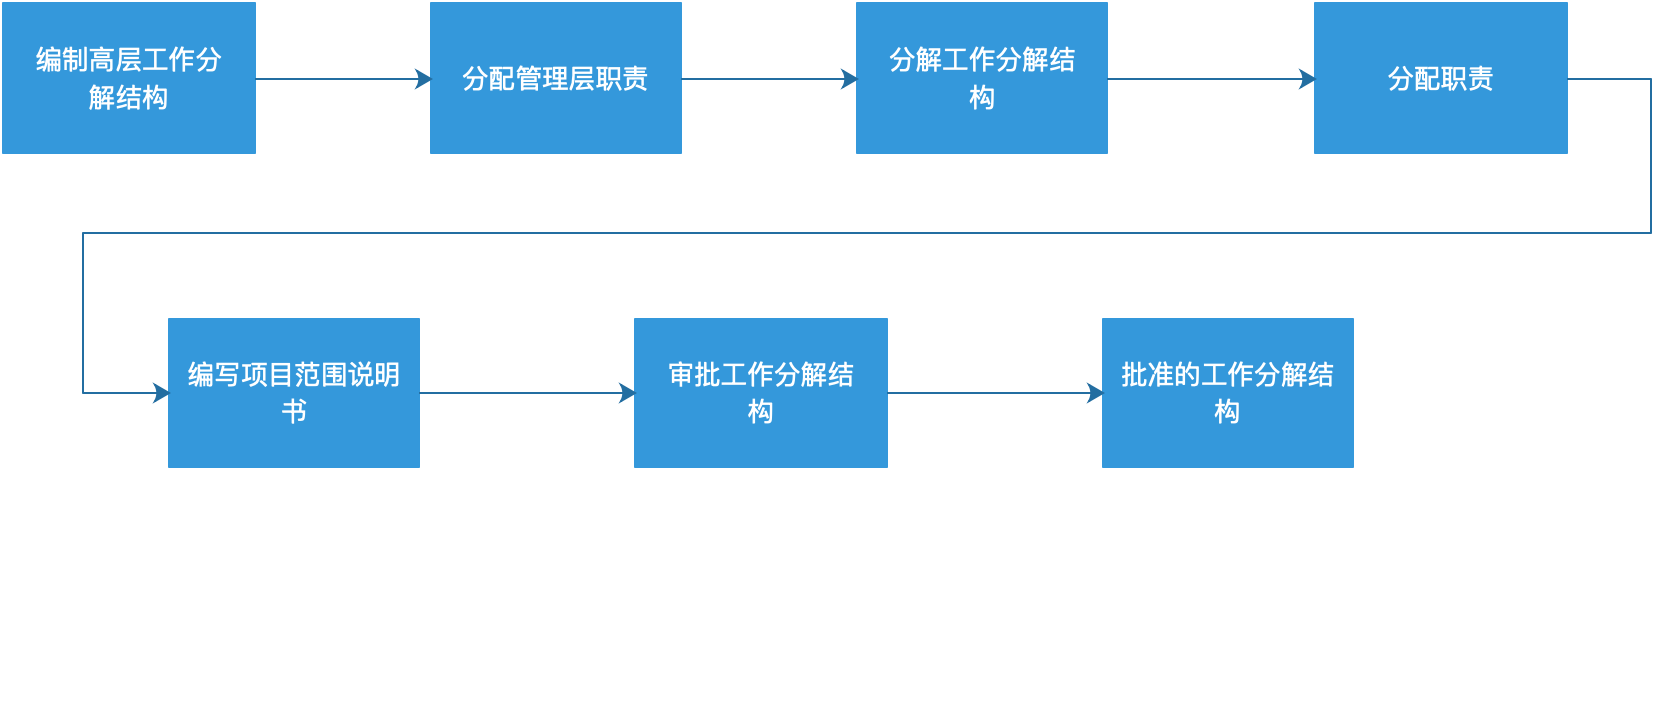 编制高层工作分
解结构
分配管理层职责
分解工作分解结
构
分配职责
编写项目范围说明
书
审批工作分解结
构
批准的工作分解结
构